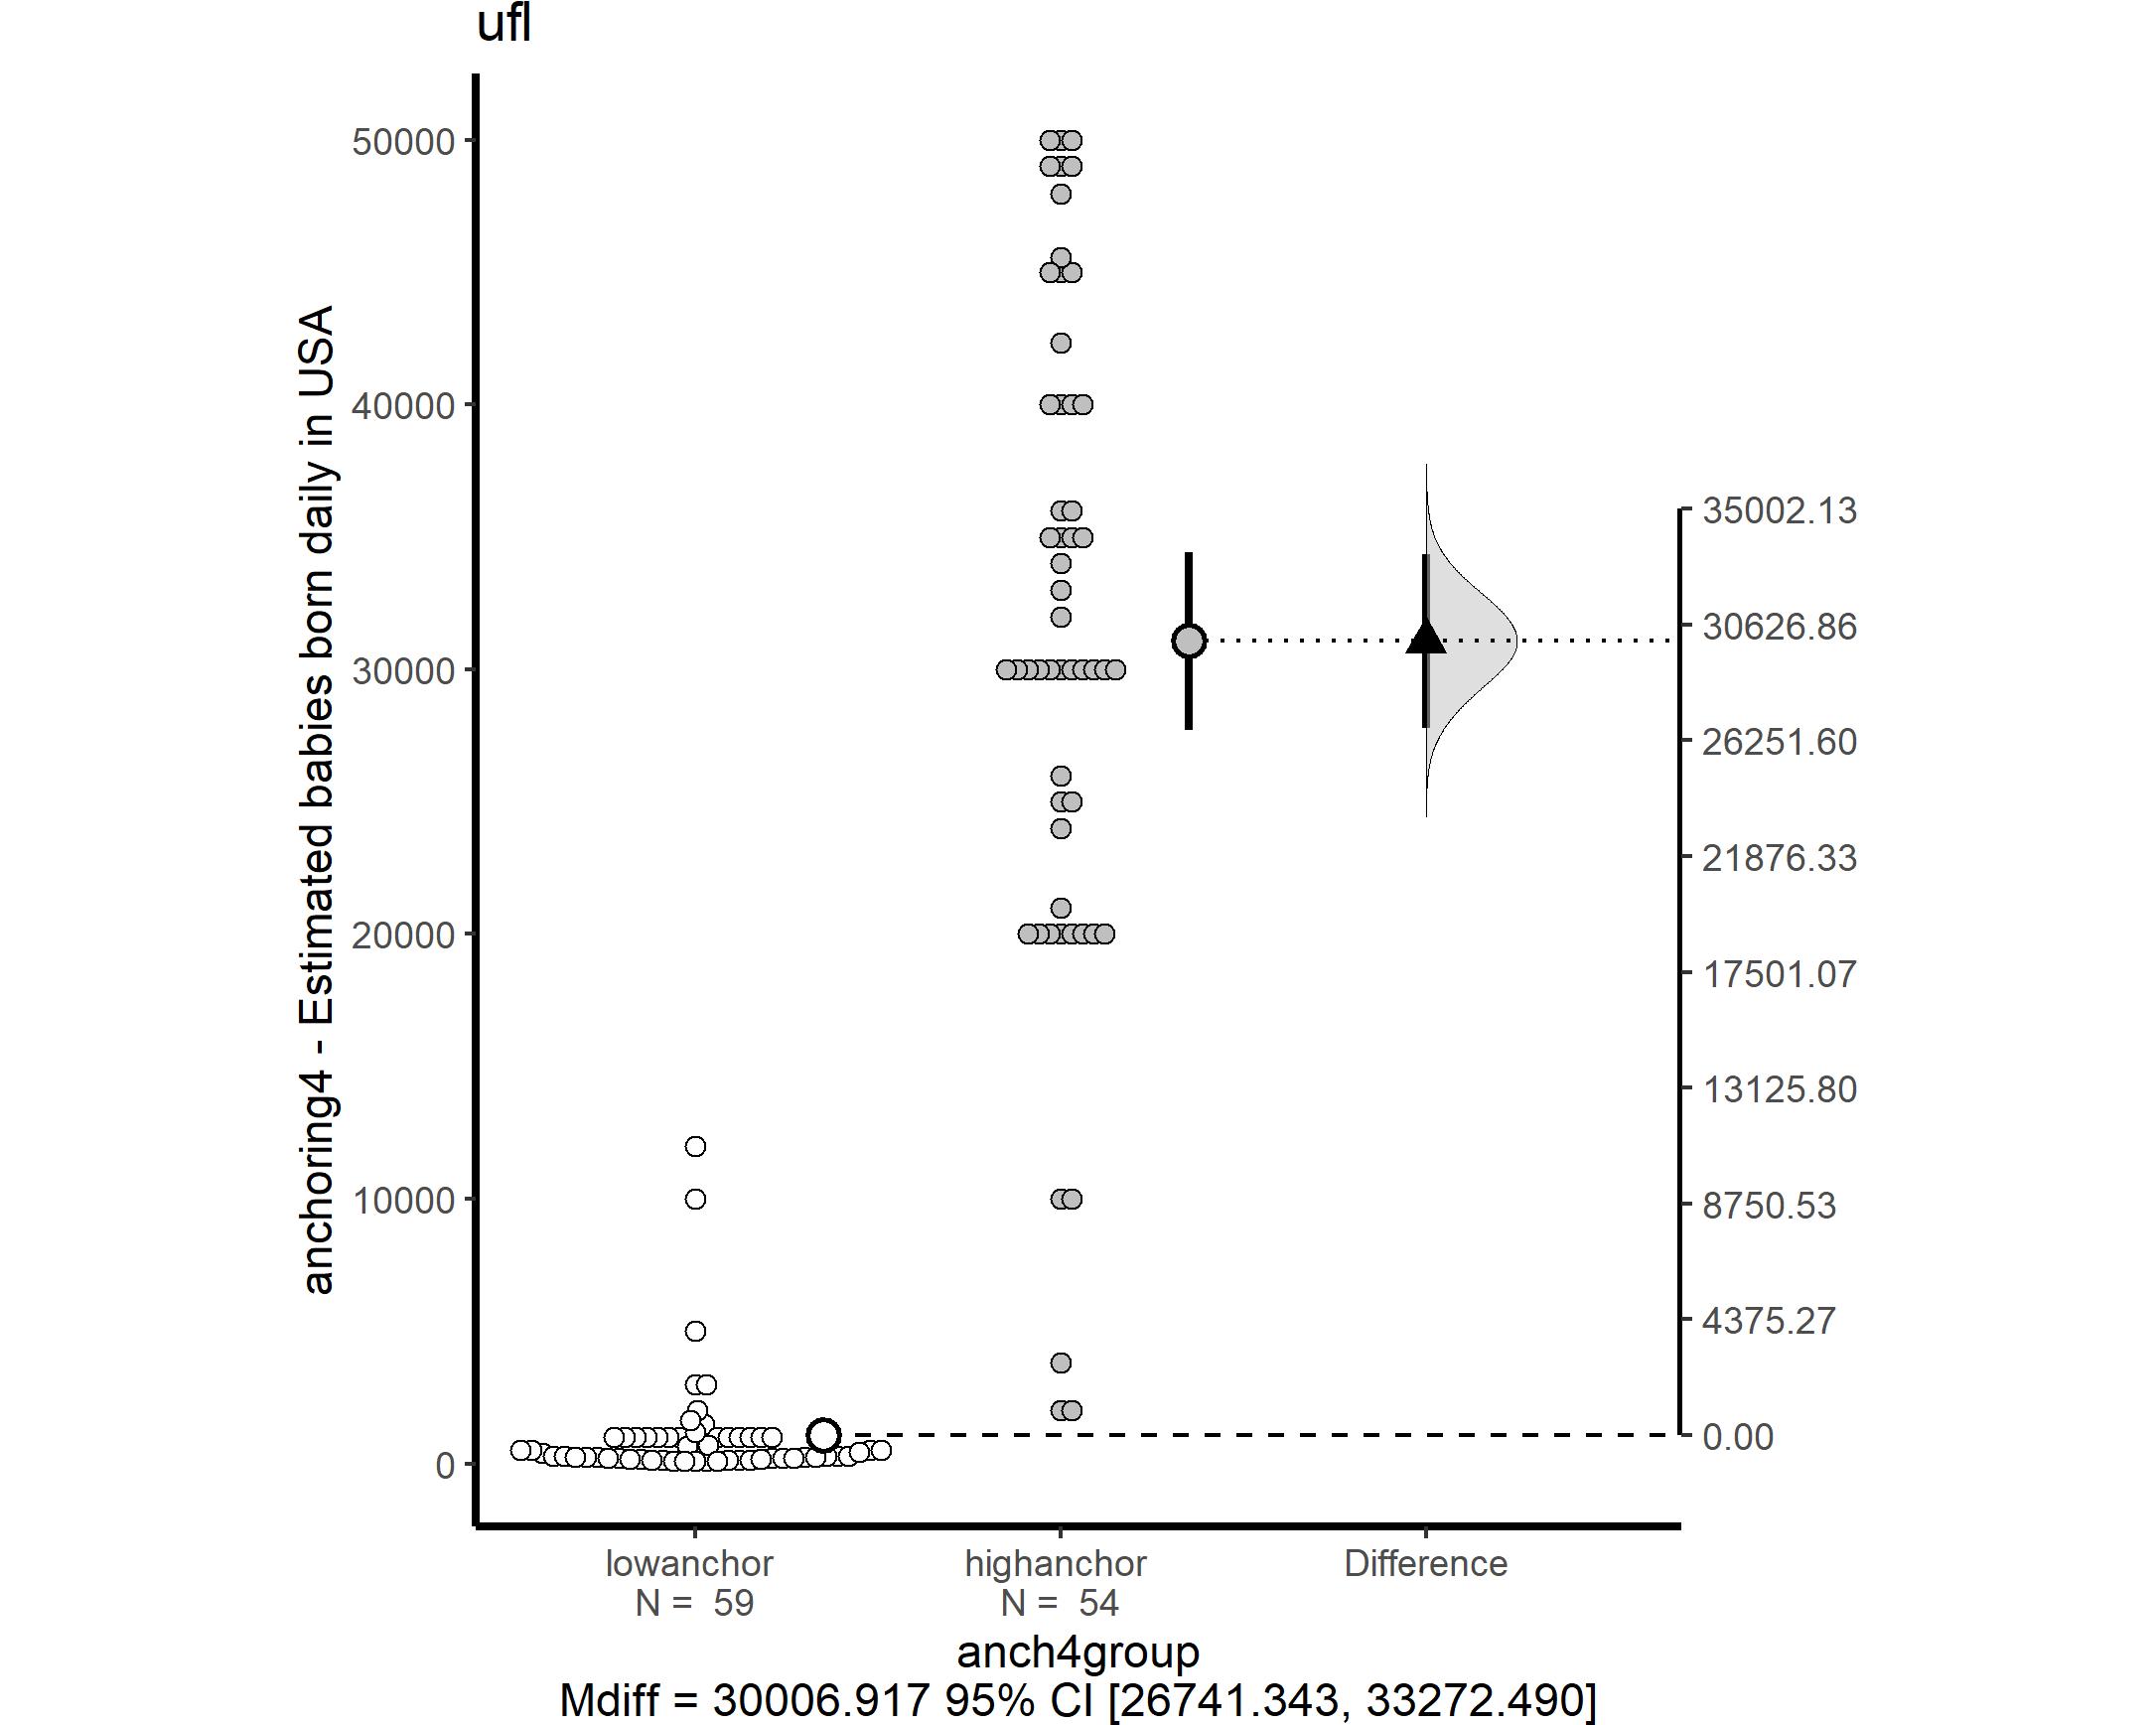 ufl
anchoring4 - Estimated babies born daily in USA
50000
40000
30000
20000
10000
0
35002.13
30626.86
26251.60
21876.33
17501.07
13125.80
8750.53
4375.27
0.00
lowanchor
N = 59
highanchor
N = 54
Difference
anch4group
Mdiff = 30006.917 95% CI [26741.343, 33272.490]